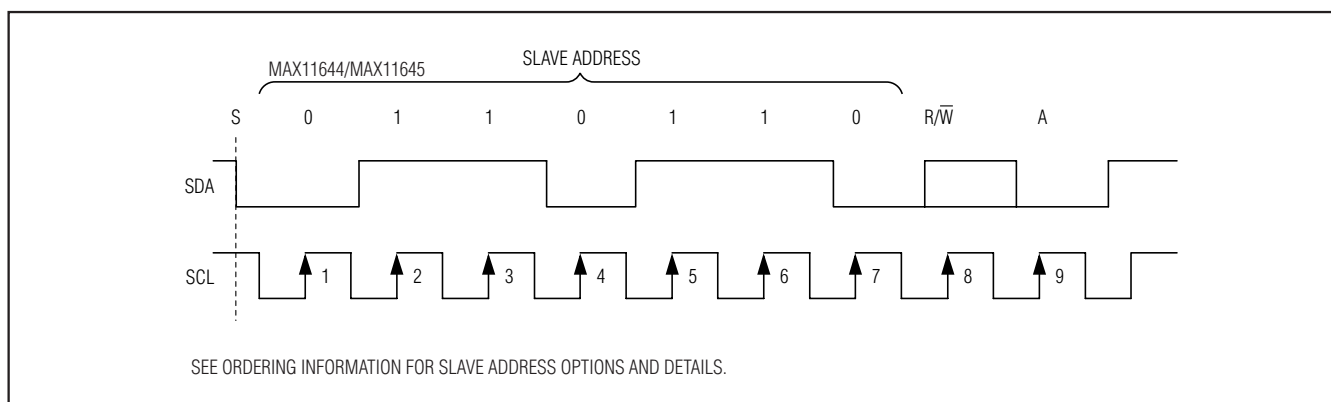 SLAVE ADDRESS
MAX11644/MAX11645
S 0 1 1 0 1 1 0 R/W̅ A
SDA
SCL 1 2 3 4 5 6 7 8 9
SEE ORDERING INFORMATION FOR SLAVE ADDRESS OPTIONS AND DETAILS.